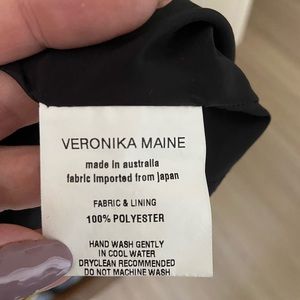 VERONIKA MAINE
made in australia
fabric imported from japan
FABRIC & LINING
100% POLYESTER
HAND WASH GENTLY
IN COOL WATER
DRYCLEAN RECOMMENDED
DO NOT MACHINE WASH